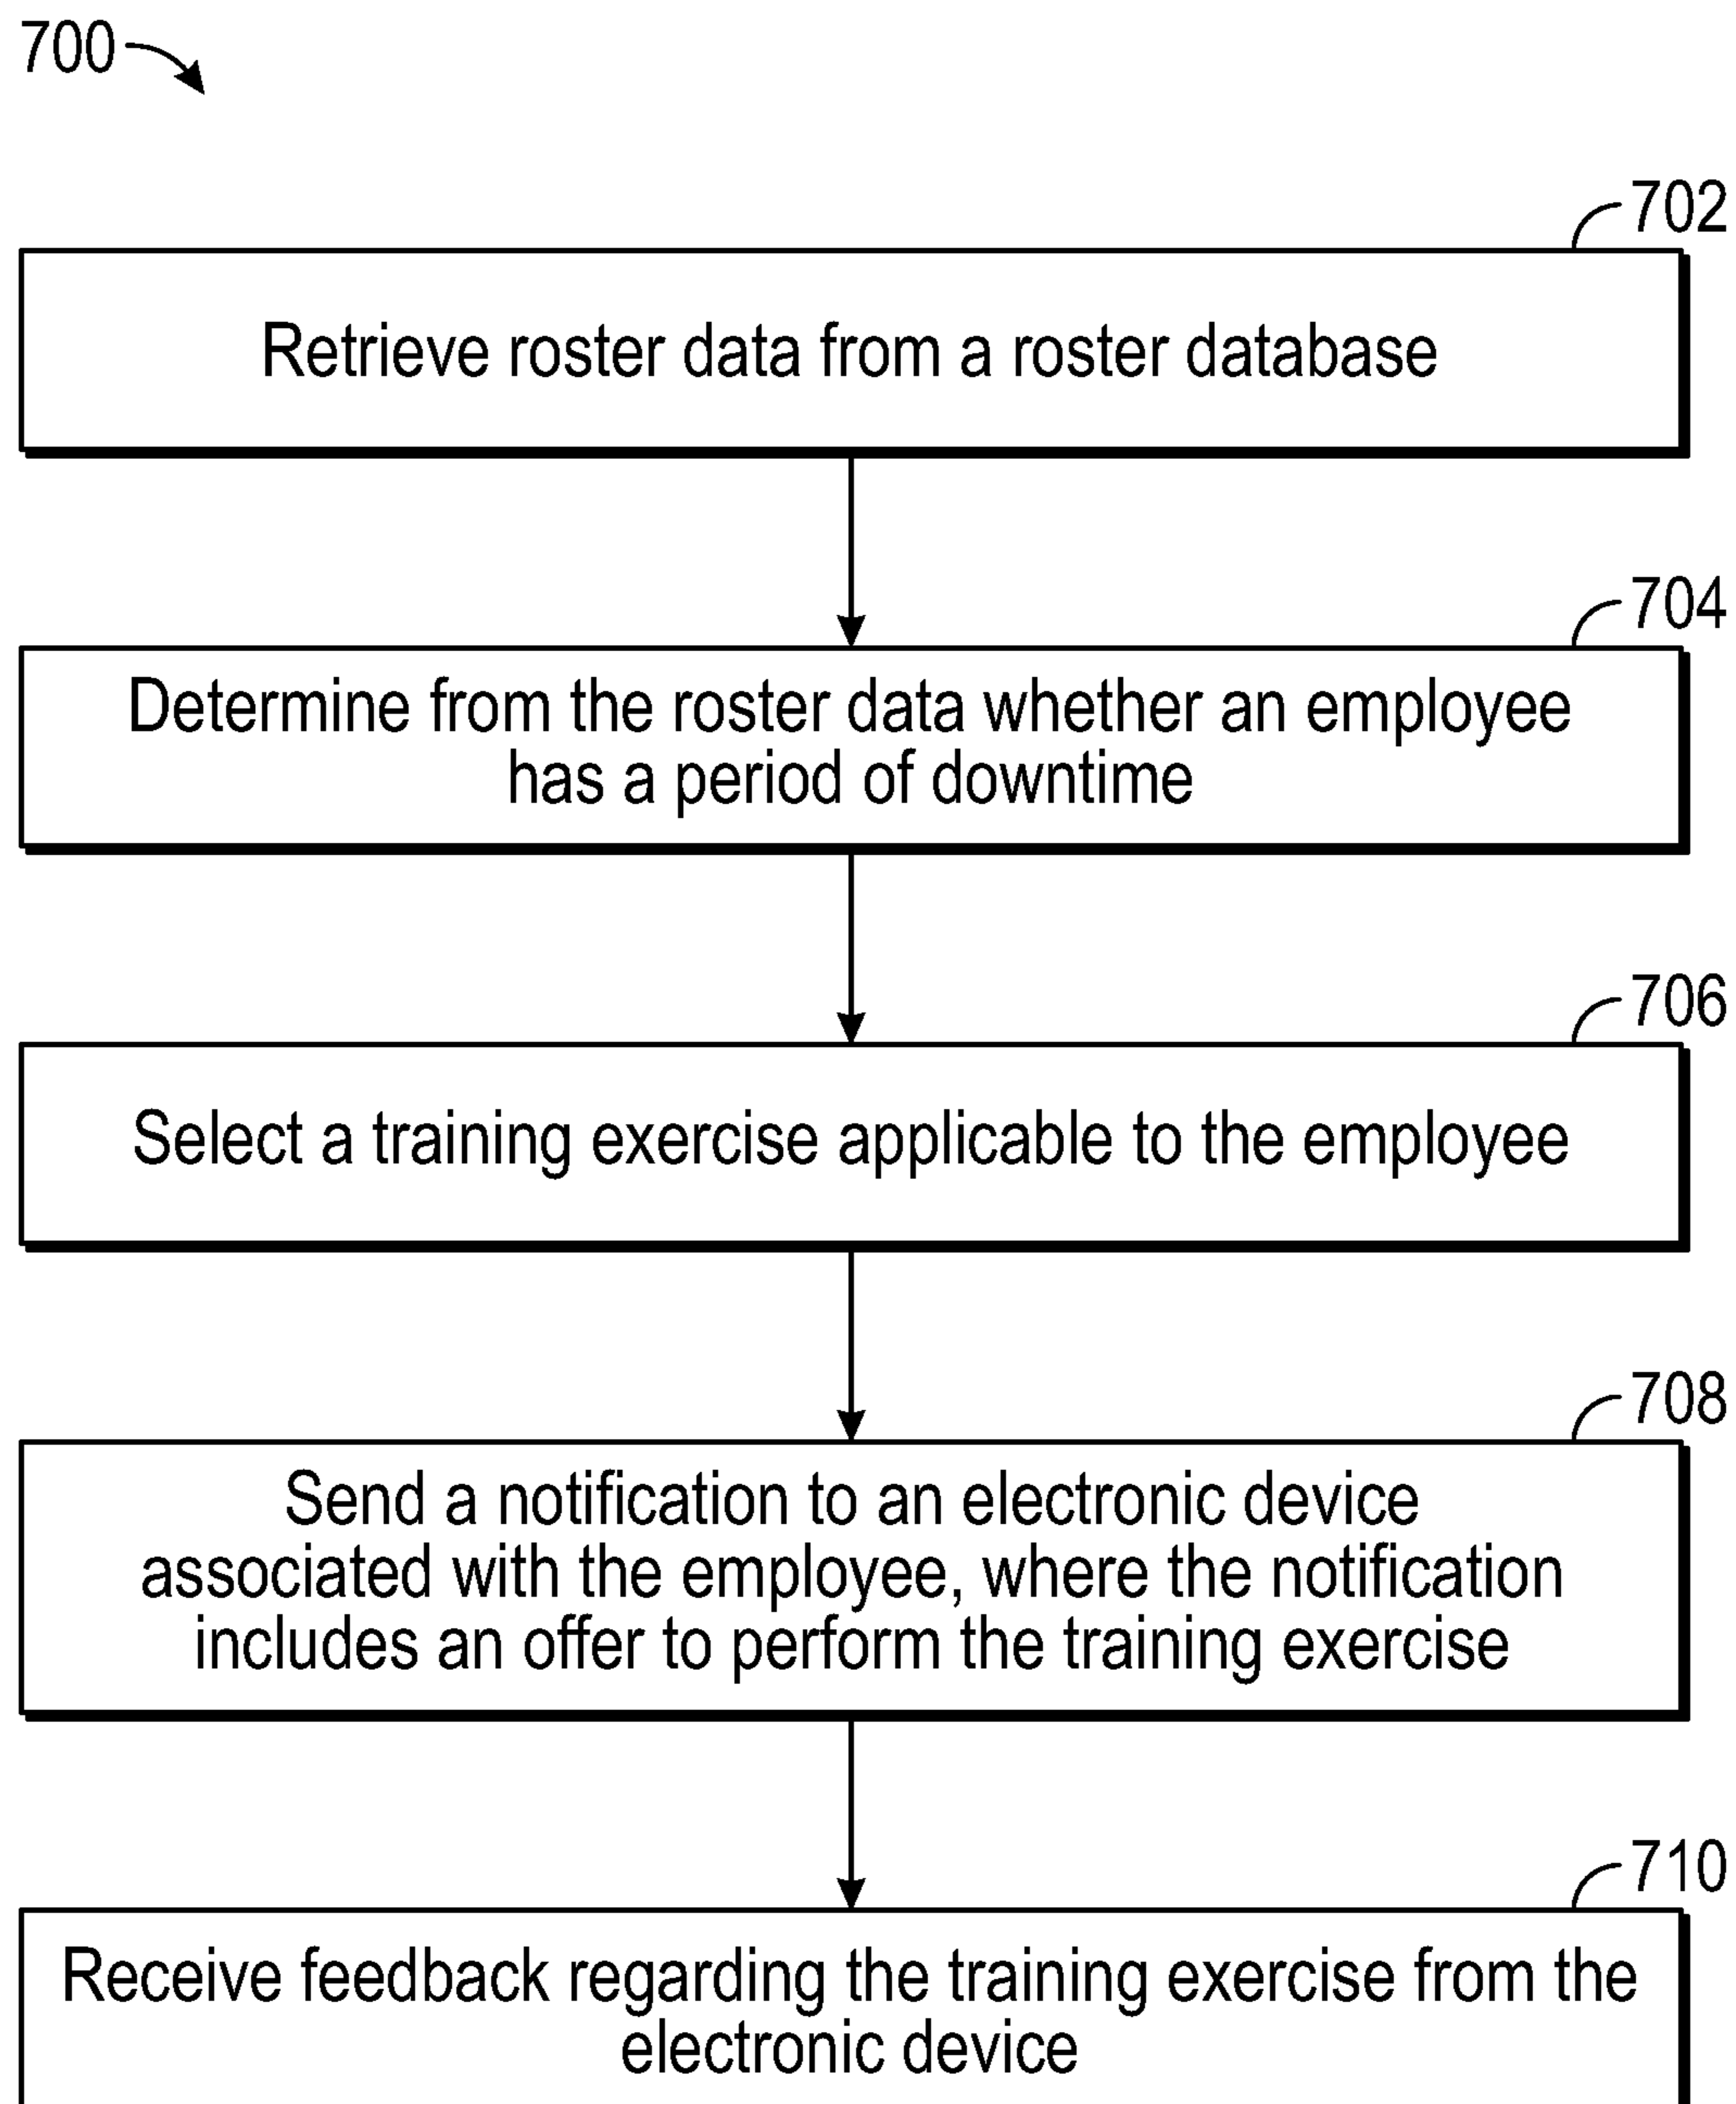 700
702
Retrieve roster data from a roster database
704
Determine from the roster data whether an employee
has a period of downtime
706
Select a training exercise applicable to the employee
708
Send a notification to an electronic device
associated with the employee, where the notification
includes an offer to perform the training exercise
710
Receive feedback regarding the training exercise from the
electronic device